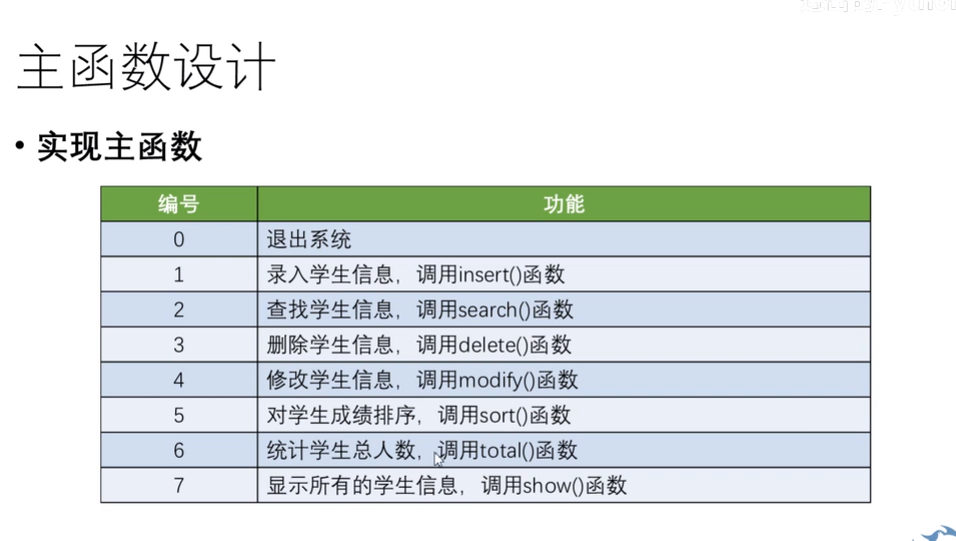 主函数设计
• 实现主函数
编号 功能
0 退出系统
1 录入学生信息，调用insert()函数
2 查找学生信息，调用search()函数
3 删除学生信息，调用delete()函数
4 修改学生信息，调用modify()函数
5 对学生成绩排序，调用sort()函数
6 统计学生总人数，调用total()函数
7 显示所有的学生信息，调用show()函数